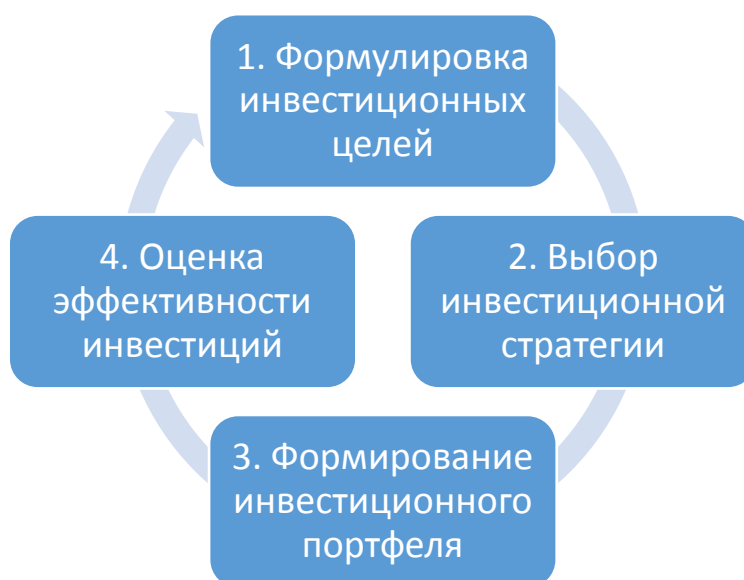 1. Формулировка
инвестиционных
целей
2. Выбор
инвестиционной
стратегии
3. Формирование
инвестиционного
портфеля
4. Оценка
эффективности
инвестиций